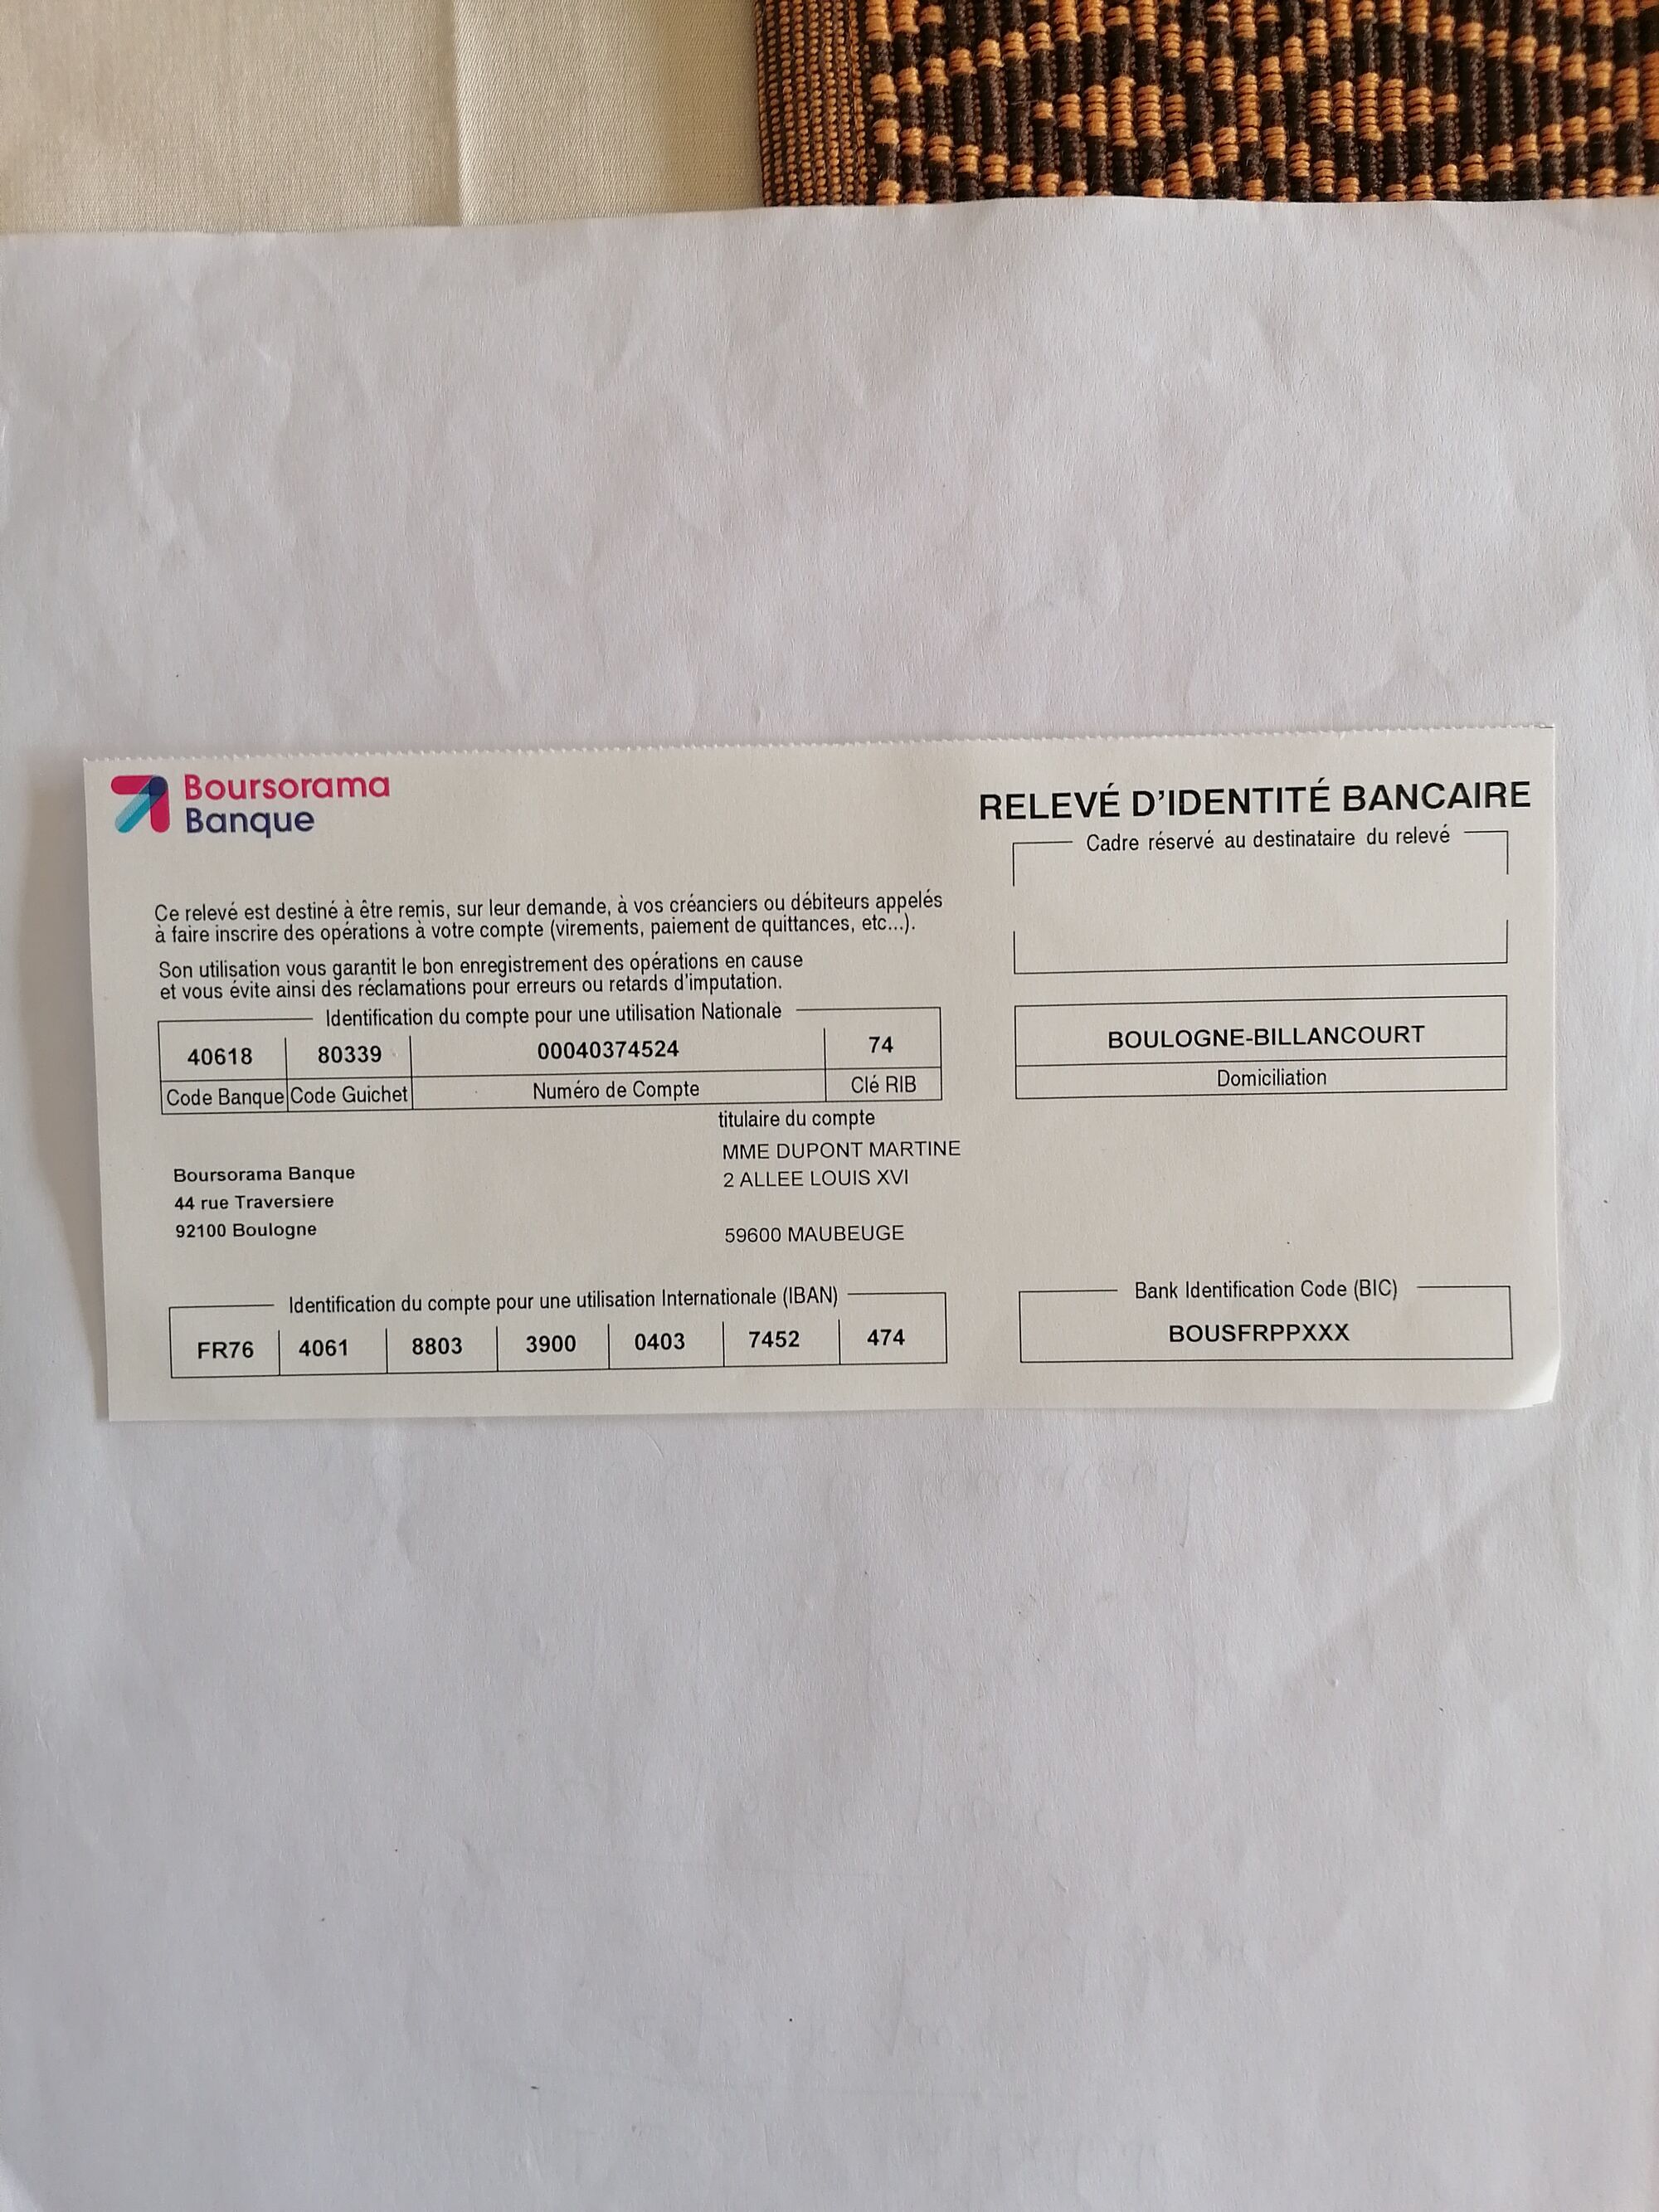 Boursorama
Banque
RELEVÉ D'IDENTITÉ BANCAIRE
Cadre réservé au destinataire du relevé
Ce relevé est destiné à être remis, sur leur demande, à vos créanciers ou débiteurs appelés
à faire inscrire des opérations à votre compte (virements, paiement de quittances, etc...).
Son utilisation vous garantit le bon enregistrement des opérations en cause
et vous évite ainsi des réclamations pour erreurs ou retards d'imputation.
Identification du compte pour une utilisation Nationale
40618 80339 00040374524 74
Code Banque Code Guichet Numéro de Compte Clé RIB
BOULOGNE-BILLANCOURT
Domiciliation
titulaire du compte
MME DUPONT MARTINE
2 ALLEE LOUIS XVI
59600 MAUBEUGE
Boursorama Banque
44 rue Traversiere
92100 Boulogne
Identification du compte pour une utilisation Internationale (IBAN)
FR76 4061 8803 3900 0403 7452 474
Bank Identification Code (BIC)
BOUSFRPPXXX